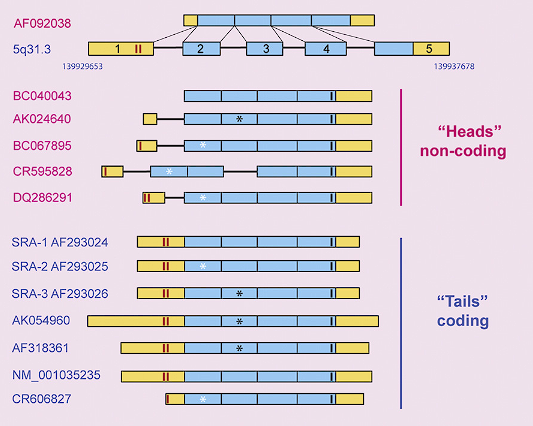 AF092038
5q31.3
1 2 3 4 5
139929653 139937678
BC040043
AK024640 *
BC067895 *
CR595828 *
DQ286291 *
"Heads"
non-coding
SRA-1 AF293024
SRA-2 AF293025 *
SRA-3 AF293026 *
AK054960 *
AF318361 *
NM_001035235
CR606827 *
"Tails"
coding